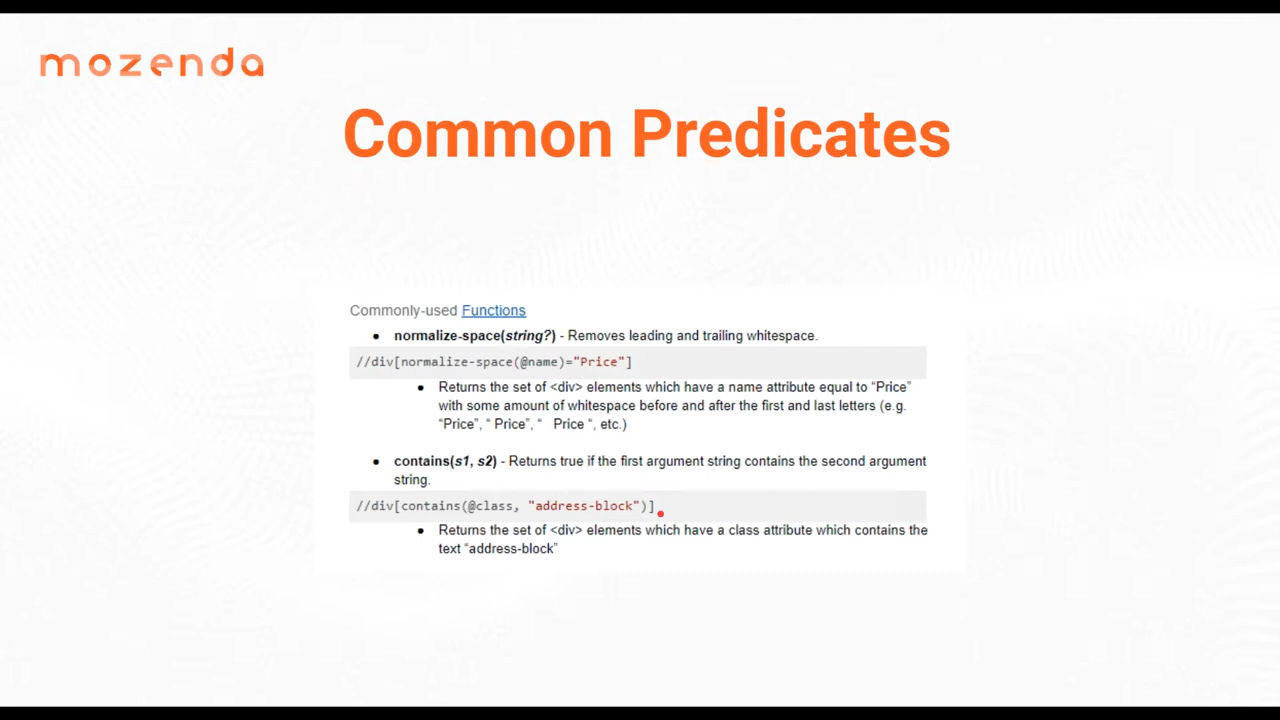 mozenda
Common Predicates
Commonly-used Functions
• normalize-space(string?) - Removes leading and trailing whitespace.
//div[normalize-space(@name)="Price"]
• Returns the set of <div> elements which have a name attribute equal to “Price”
with some amount of whitespace before and after the first and last letters (e.g.
“Price”, “ Price”, “   Price “, etc.)
• contains(s1, s2) - Returns true if the first argument string contains the second argument
string.
//div[contains(@class, "address-block")]
• Returns the set of <div> elements which have a class attribute which contains the
text “address-block”